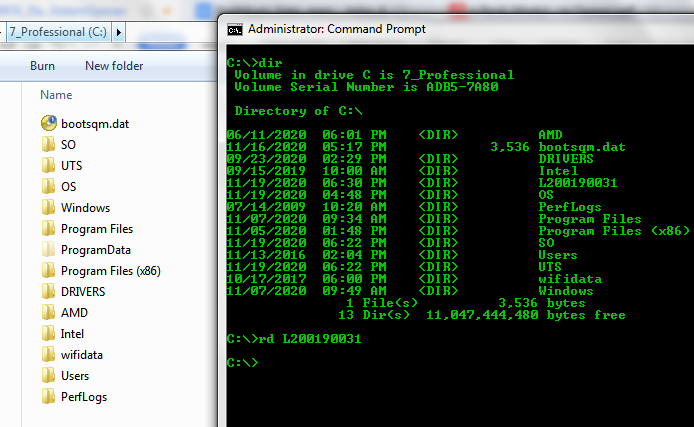 7_Professional (C:)
Burn
New folder
Name
bootsqm.dat
SO
UTS
OS
Windows
Program Files
ProgramData
Program Files (x86)
DRIVERS
AMD
Intel
wifidata
Users
PerfLogs
C:\.
Administrator: Command Prompt
C:\>dir
Volume in drive C is 7_Professional
Volume Serial Number is ADB5-7A80
Directory of C:\
06/11/2020 06:01 PM <DIR> AMD
11/16/2020 05:17 PM 3,536 bootsqm.dat
09/23/2020 02:29 PM <DIR> DRIVERS
09/15/2019 10:00 AM <DIR> Intel
11/19/2020 06:30 PM <DIR> L200190031
11/19/2020 04:48 PM <DIR> OS
07/14/2009 10:20 AM <DIR> PerfLogs
11/07/2020 09:34 AM <DIR> Program Files
11/05/2020 01:48 PM <DIR> Program Files (x86)
11/19/2020 06:22 PM <DIR> SO
11/13/2016 02:04 PM <DIR> Users
11/19/2020 06:22 PM <DIR> UTS
10/17/2017 06:00 PM <DIR> wifidata
11/07/2020 09:49 AM <DIR> Windows
1 File(s) 3,536 bytes
13 Dir(s) 11,047,444,480 bytes free
C:\>rd L200190031
C:\>